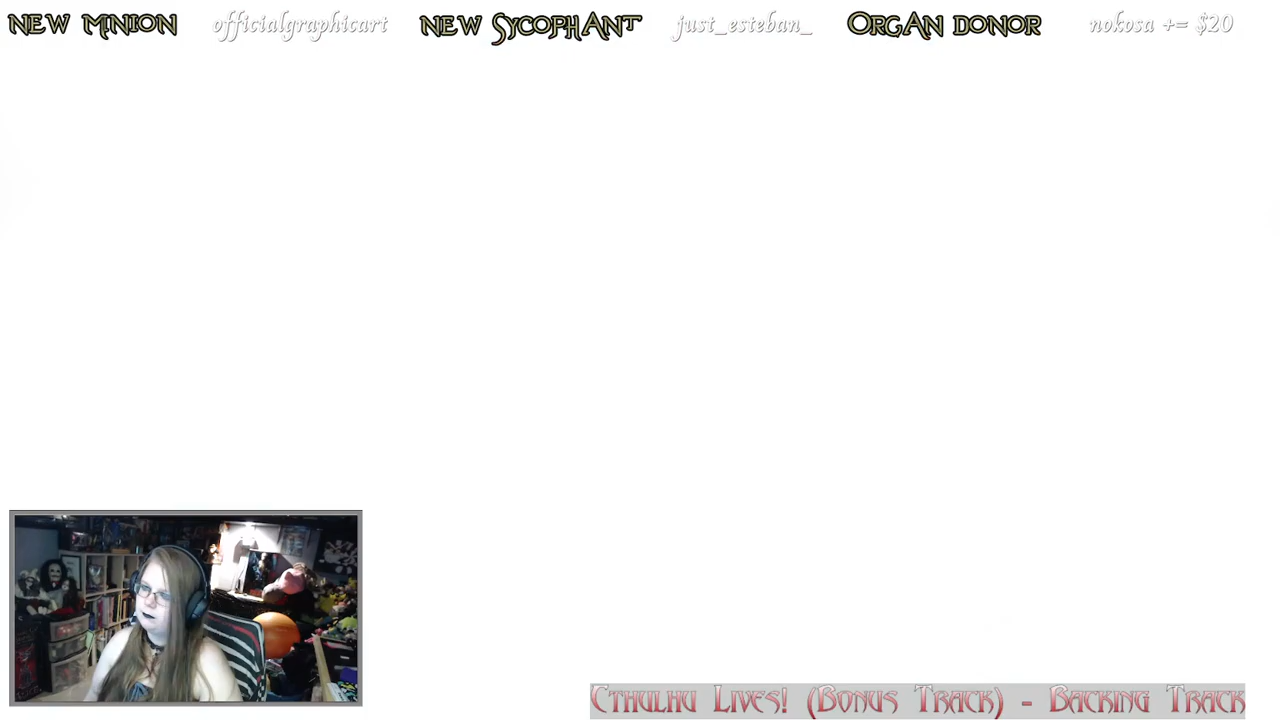 NEW MINION officialgraphicart NEW SYCOPHANT just_esteban_ ORGAN DONOR nokosa += $20
CTHULHU LIVES! (BONUS TRACK) - BACKING TRACK